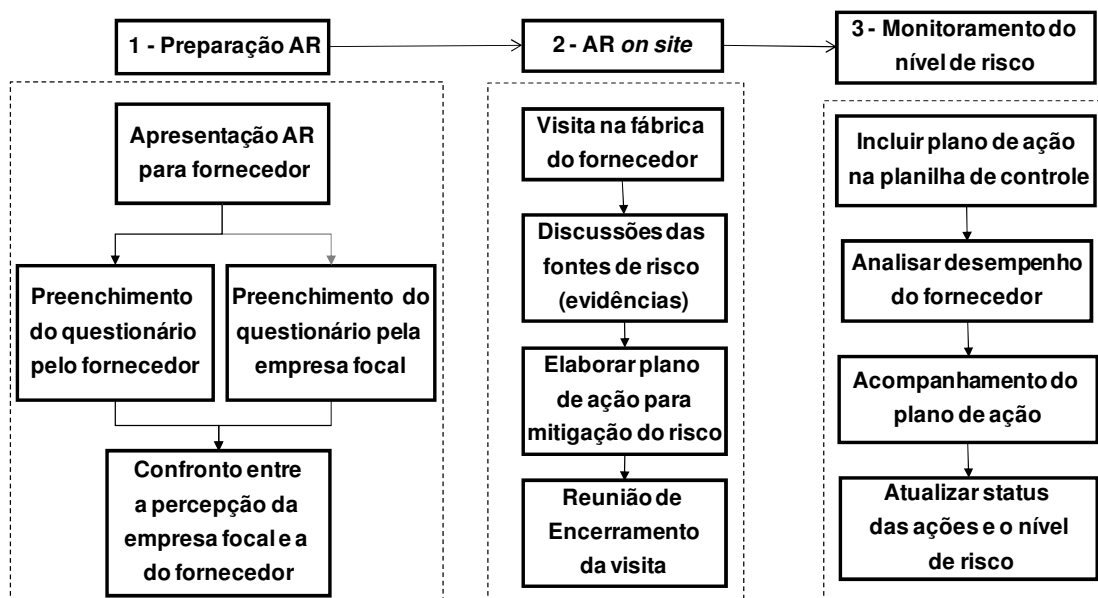 1 - Preparação AR
2 - AR on site
3 - Monitoramento do
nível de risco
Apresentação AR
para fornecedor
Preenchimento
do questionário
pelo fornecedor
Preenchimento do
questionário pela
empresa focal
Confronto entre
a percepção da
empresa focal e a
do fornecedor
Visita na fábrica
do fornecedor
Discussões das
fontes de risco
(evidências)
Elaborar plano
de ação para
mitigação do risco
Reunião de
Encerramento
da visita
Incluir plano de ação
na planilha de controle
Analisar desempenho
do fornecedor
Acompanhamento do
plano de ação
Atualizar status
das ações e o nível
de risco